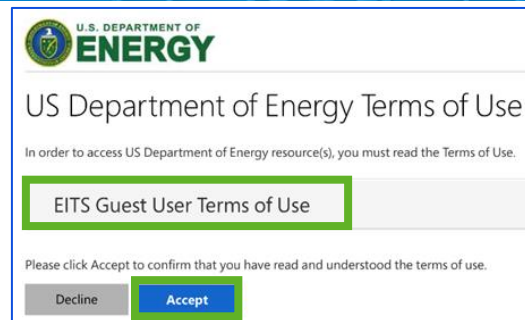 U.S. DEPARTMENT OF
ENERGY
US Department of Energy Terms of Use
In order to access US Department of Energy resource(s), you must read the Terms of Use.
EITS Guest User Terms of Use
Please click Accept to confirm that you have read and understood the terms of use.
Decline Accept